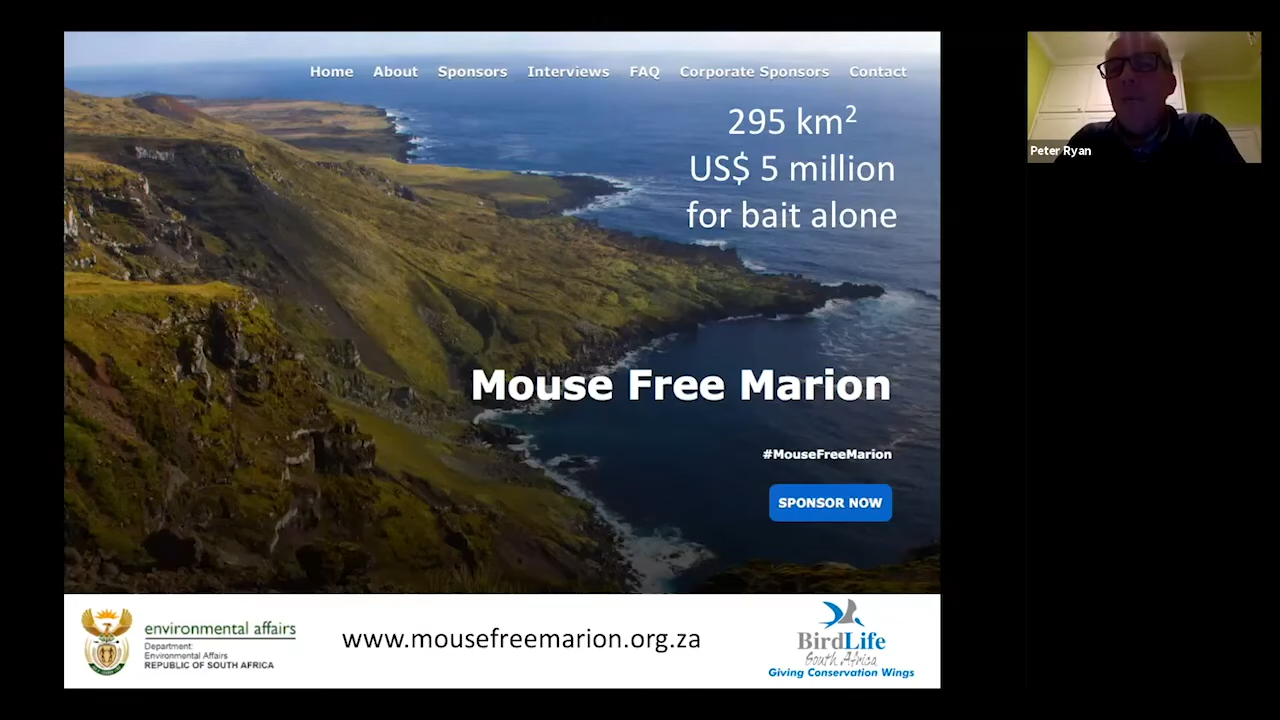 Home About Sponsors Interviews FAQ Corporate Sponsors Contact
295 km²
US$ 5 million
for bait alone
Mouse Free Marion
#MouseFreeMarion
SPONSOR NOW
environmental affairs
Department:
Environmental Affairs
REPUBLIC OF SOUTH AFRICA
www.mousefreemarion.org.za
BirdLife
South Africa
Giving Conservation Wings
Peter Ryan